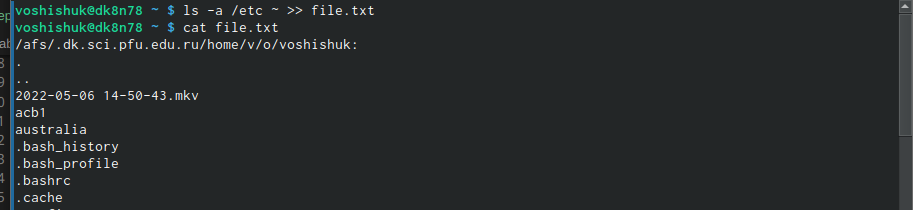 voshishuk@dk8n78 ~ $ ls -a /etc ~ >> file.txt
voshishuk@dk8n78 ~ $ cat file.txt
/afs/.dk.sci.pfu.edu.ru/home/v/o/voshishuk:
.
..
2022-05-06 14-50-43.mkv
acb1
australia
.bash_history
.bash_profile
.bashrc
.cache